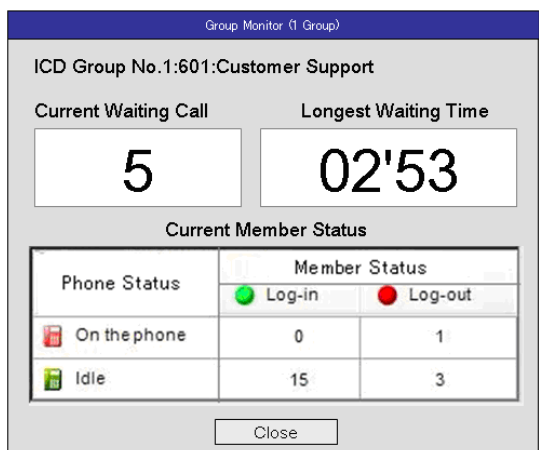 Group Monitor (1 Group)
ICD Group No.1:601:Customer Support
Current Waiting Call Longest Waiting Time
5 02'53
Current Member Status
Phone Status Member Status
Log-in Log-out
On the phone 0 1
Idle 15 3
Close